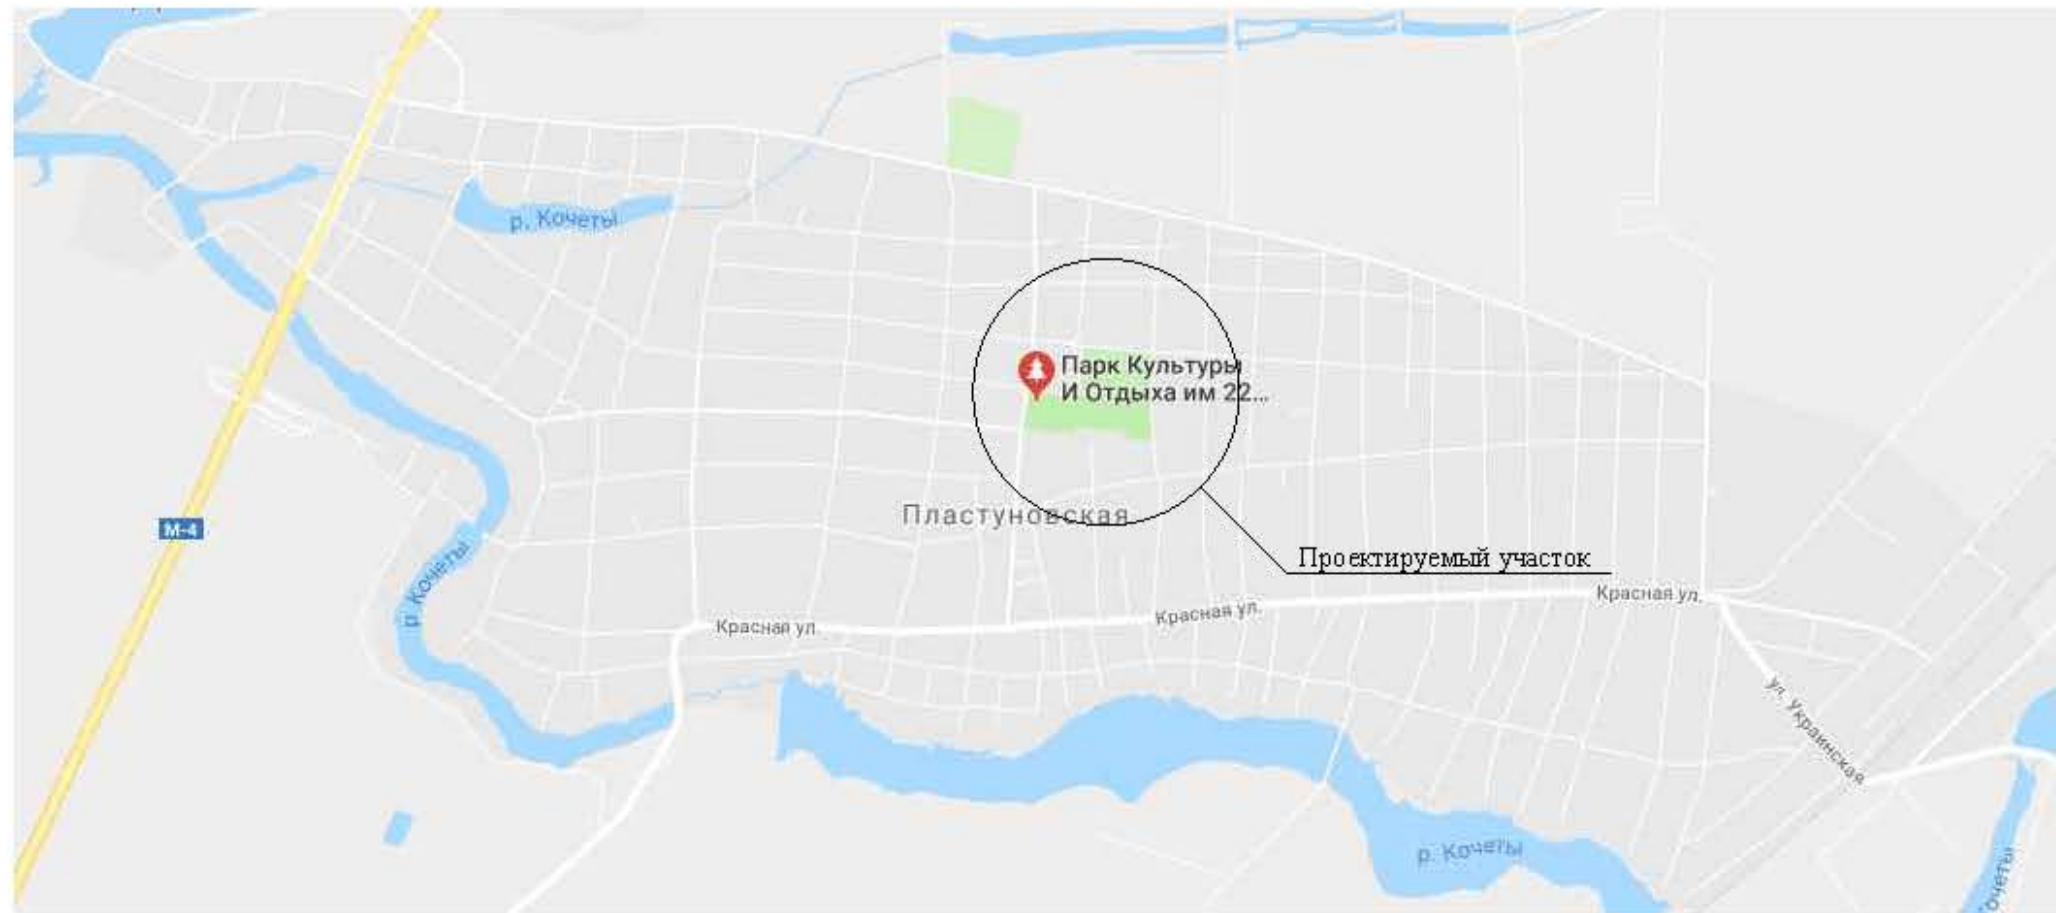 р. Кочеты
Парк Культуры
И Отдыха им 22...
Пластуновская
М-4
Проектируемый участок
р. Кочеты
Красная ул.
Красная ул.
Красная ул.
ул. Украинская
р. Кочеты
Кочеты